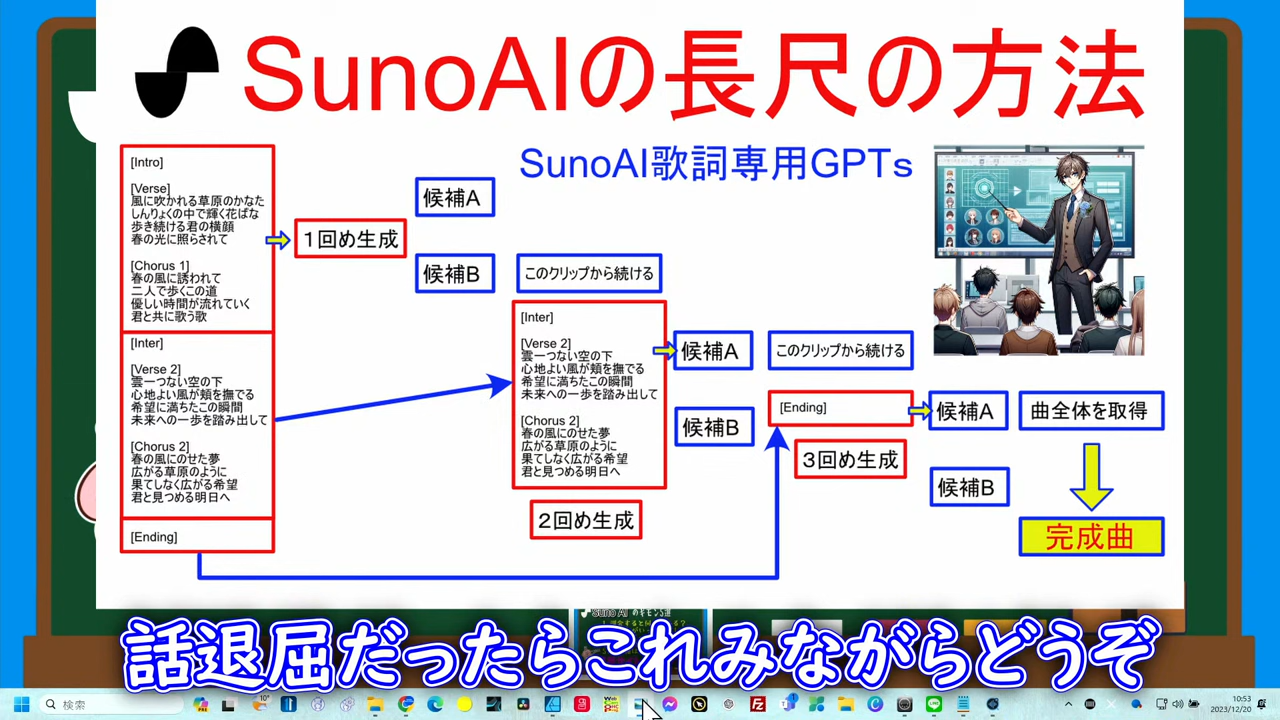 SunoAIの長尺の方法
SunoAI歌詞専用GPTs
[Intro]
[Verse]
風に吹かれる草原のかなた
しんりょくの中で輝く花ばな
歩き続ける君の横顔
春の光に照らされて
[Chorus 1]
春の風に誘われて
二人で歩くこの道
優しい時間が流れていく
君と共に歌う歌
[Inter]
[Verse 2]
雲一つない空の下
心地よい風が頬を撫でる
希望に満ちたこの瞬間
未来への一歩を踏み出して
[Chorus 2]
春の風にのせた夢
広がる草原のように
果てしなく広がる希望
君と見つめる明日へ
[Ending]
1回め生成
候補A
候補B
このクリップから続ける
[Inter]
[Verse 2]
雲一つない空の下
心地よい風が頬を撫でる
希望に満ちたこの瞬間
未来への一歩を踏み出して
[Chorus 2]
春の風にのせた夢
広がる草原のように
果てしなく広がる希望
君と見つめる明日へ
2回め生成
候補A
候補B
このクリップから続ける
[Ending]
3回め生成
候補A
候補B
曲全体を取得
完成曲
話退屈だったらこれみながらどうぞ
検索
10°
10:53
2023/12/20